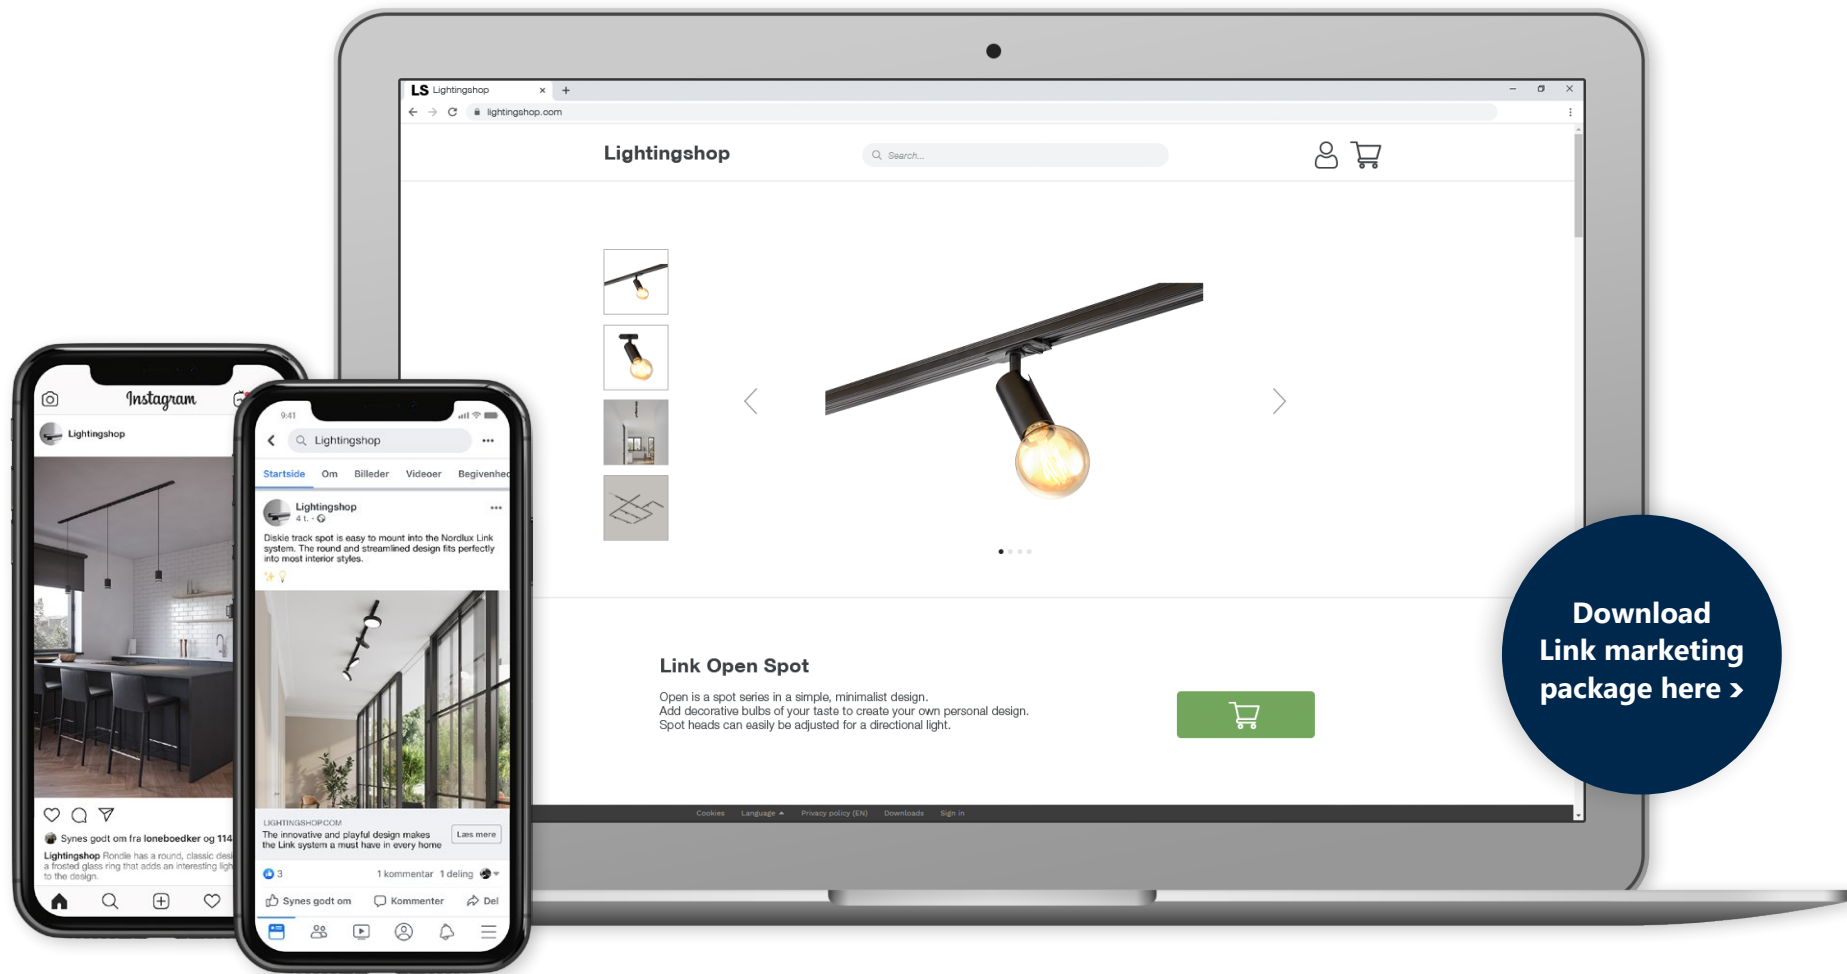 LS Lightingshop
lightingshop.com
Lightingshop
Search...
Link Open Spot
Open is a spot series in a simple, minimalist design.
Add decorative bulbs of your taste to create your own personal design.
Spot heads can easily be adjusted for a directional light.
Cookies Language Privacy policy (EN) Downloads Sign in
Instagram
Lightingshop
Synes godt om fra loneboedker og 114
Lightingshop Rondie has a round, classic desi
a frosted glass ring that adds an interesting ligh
to the design.
9:41
Lightingshop
Startside Om Billeder Videoer Begivenhed
Lightingshop
4 t. ·
Diskie track spot is easy to mount into the Nordlux Link
system. The round and streamlined design fits perfectly
into most interior styles.
LIGHTINGSHOP.COM
The innovative and playful design makes
the Link system a must have in every home
Læs mere
3 1 kommentar 1 deling
Synes godt om Kommenter Del
Download
Link marketing
package here >